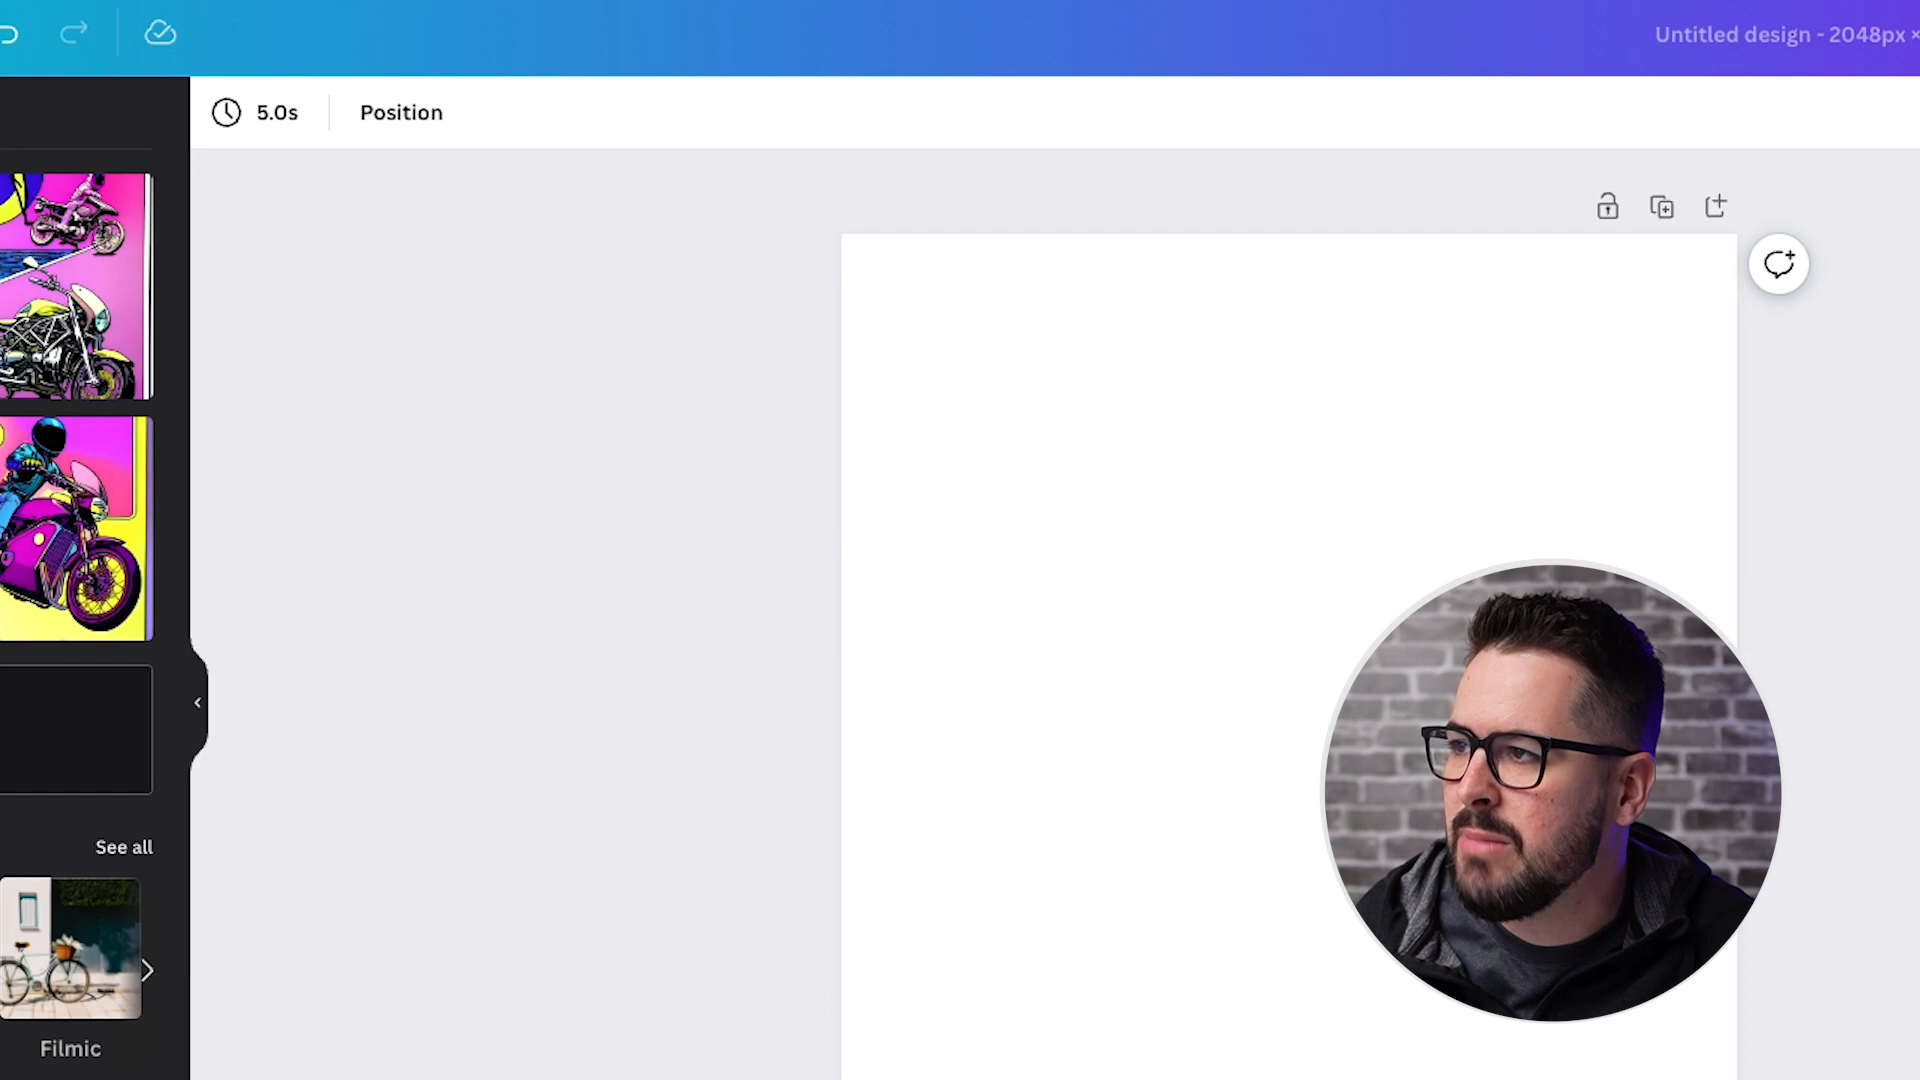 Untitled design - 2048px ×
5.0s
Position
See all
Filmic